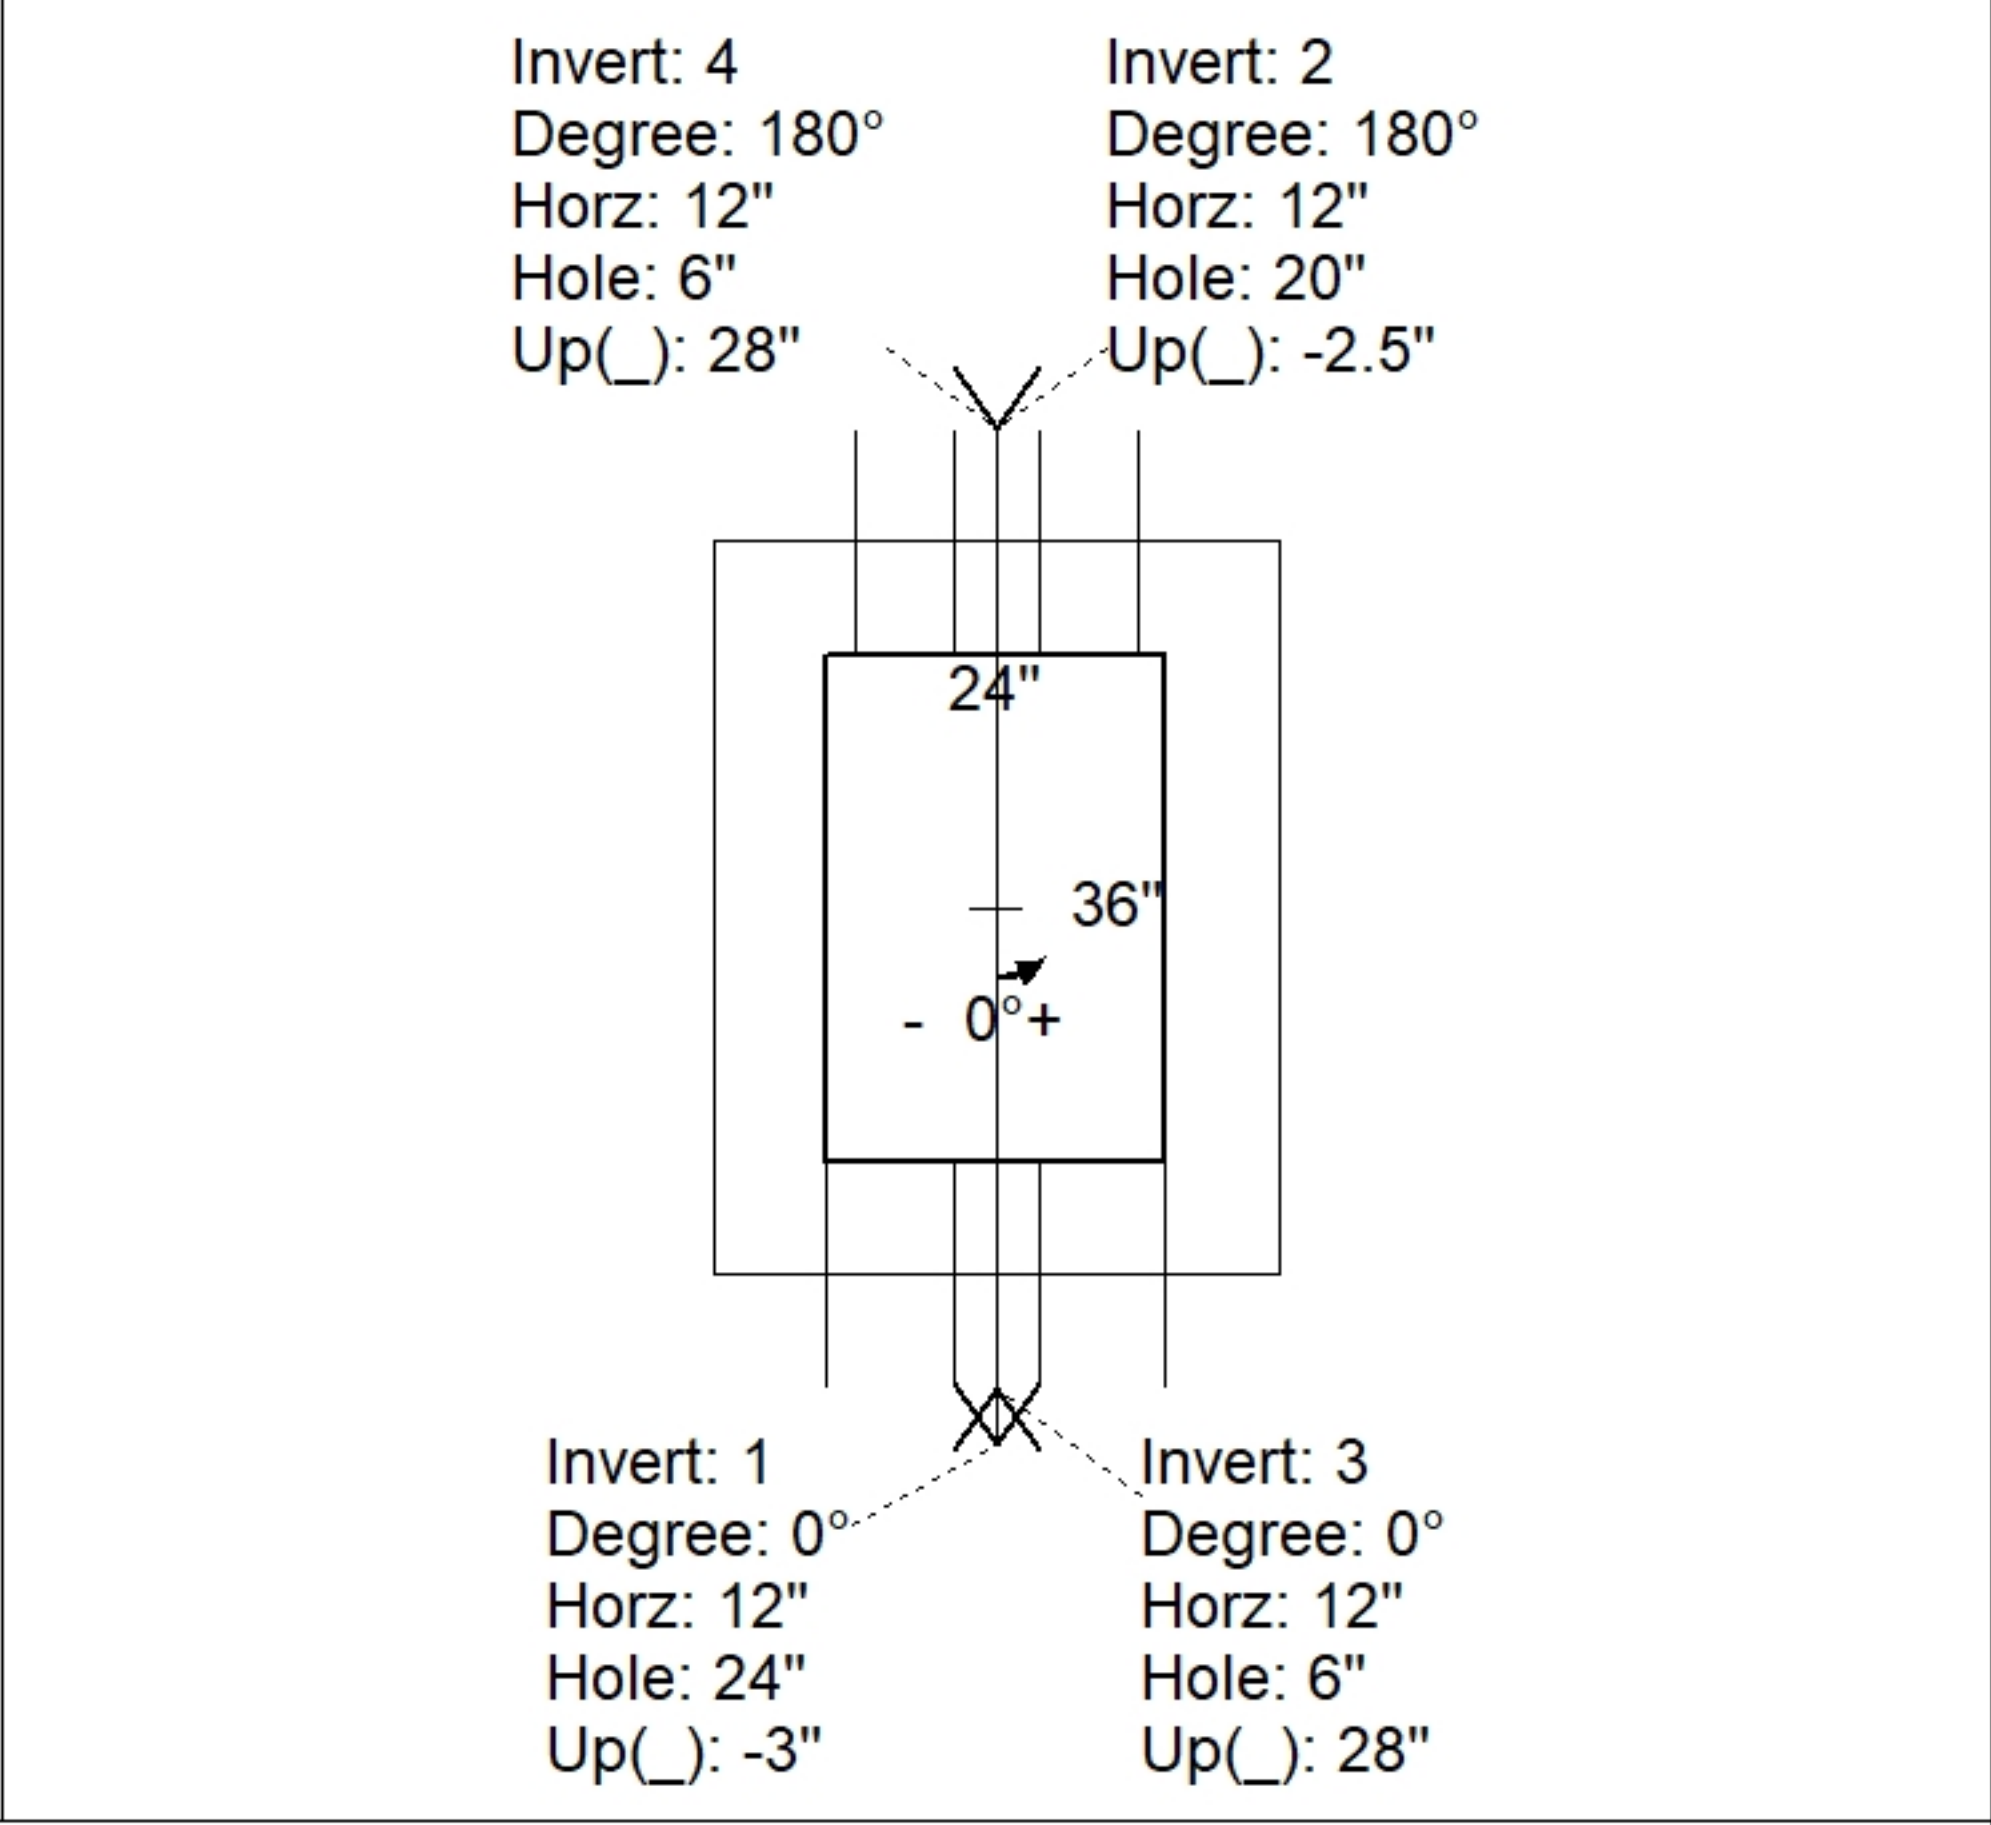 Invert: 4
Degree: 180°
Horz: 12"
Hole: 6"
Up(_): 28"
Invert: 2
Degree: 180°
Horz: 12"
Hole: 20"
Up(_): -2.5"
24"
36"
- 0°+
Invert: 1
Degree: 0°
Horz: 12"
Hole: 24"
Up(_): -3"
Invert: 3
Degree: 0°
Horz: 12"
Hole: 6"
Up(_): 28"